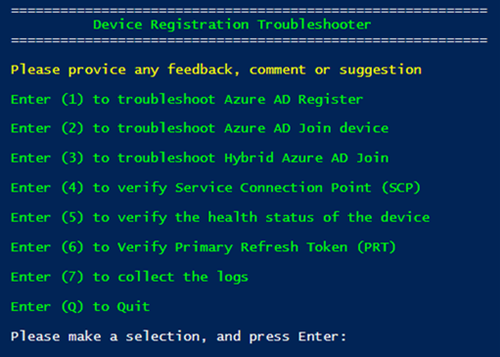 ======================================================
Device Registration Troubleshooter
======================================================
Please provice any feedback, comment or suggestion
Enter (1) to troubleshoot Azure AD Register
Enter (2) to troubleshoot Azure AD Join device
Enter (3) to troubleshoot Hybrid Azure AD Join
Enter (4) to verify Service Connection Point (SCP)
Enter (5) to verify the health status of the device
Enter (6) to Verify Primary Refresh Token (PRT)
Enter (7) to collect the logs
Enter (Q) to Quit
Please make a selection, and press Enter: